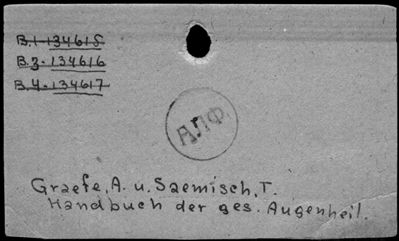 B.1-134615
B.3-134616
B.4-134617
АЛФ.
Graefe, A. u. Saemisch, T.
Handbuch der ges. Augenheil.